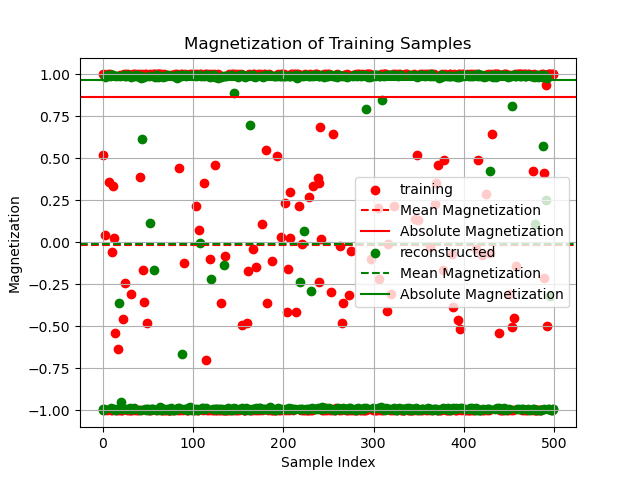 Magnetization of Training Samples
1.00
0.75
0.50
0.25
0.00
−0.25
−0.50
−0.75
−1.00
Magnetization
training
Mean Magnetization
Absolute Magnetization
reconstructed
Mean Magnetization
Absolute Magnetization
0 100 200 300 400 500
Sample Index